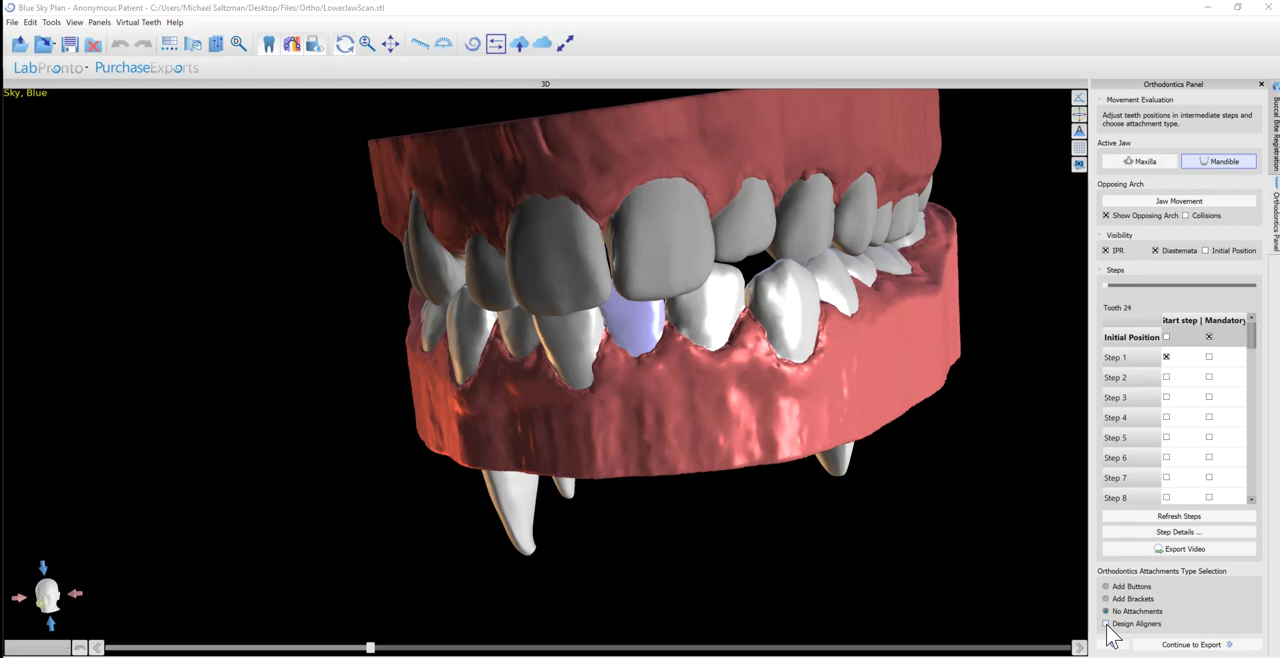 Blue Sky Plan - Anonymous Patient - C:/Users/Michael Saltzman/Desktop/Files/Ortho/LowerJawScan.stl
File Edit Tools View Panels Virtual Teeth Help
LabPronto PurchaseExports
3D
Sky, Blue
Orthodontics Panel
Movement Evaluation
Adjust teeth positions in intermediate steps and
choose attachment type.
Active Jaw
Maxilla Mandible
Opposing Arch
Jaw Movement
Show Opposing Arch Collisions
Visibility
IPR Diastemata Initial Position
Steps
Tooth 24
Start step | Mandatory
Initial Position
Step 1
Step 2
Step 3
Step 4
Step 5
Step 6
Step 7
Step 8
Refresh Steps
Step Details ...
Export Video
Orthodontics Attachments Type Selection
Add Buttons
Add Brackets
No Attachments
Design Aligners
Continue to Export
Buccal Bite Registration
Orthodontics Panel